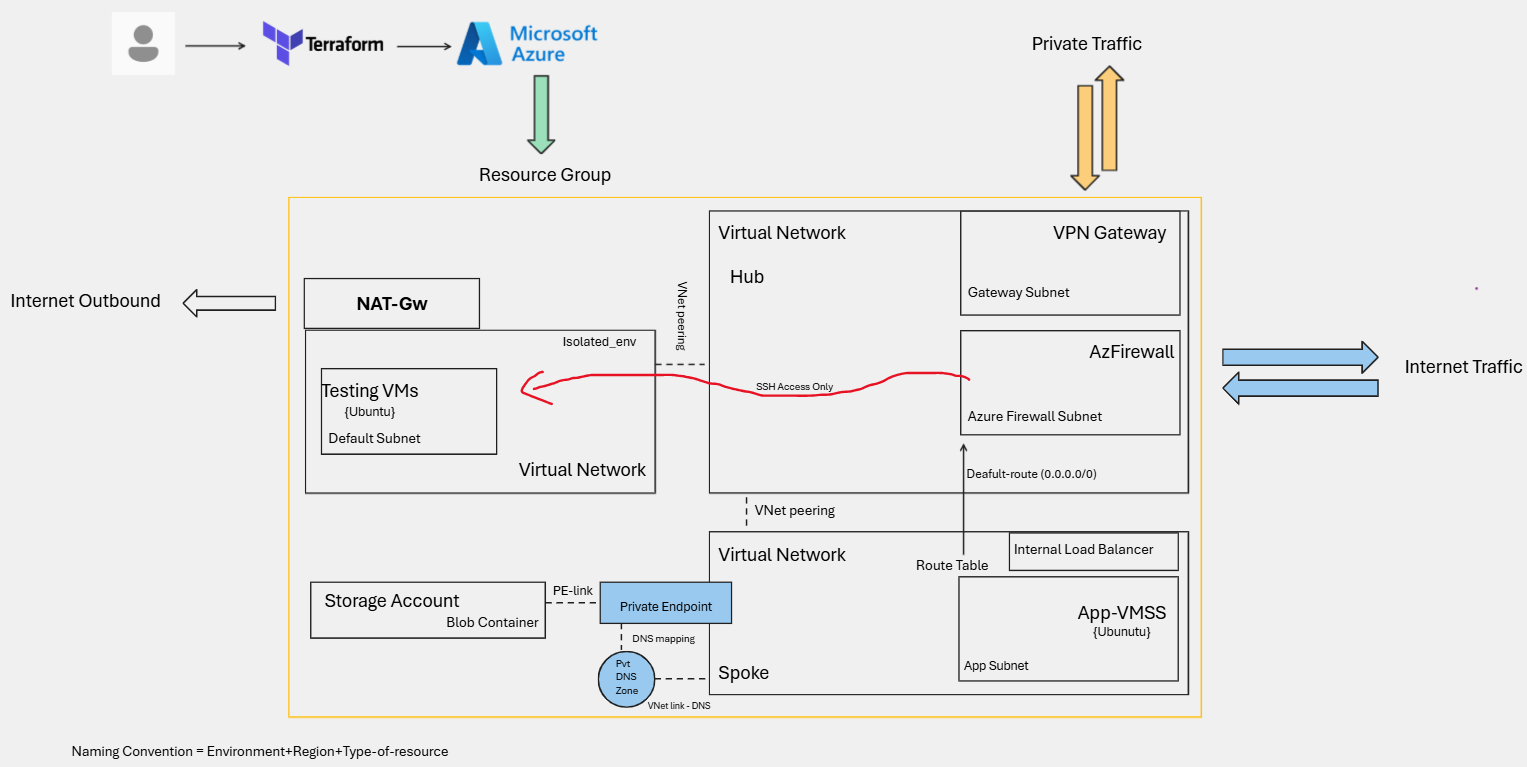 Terraform
Microsoft
Azure
Private Traffic
Resource Group
Virtual Network
Hub
VPN Gateway
Gateway Subnet
Internet Outbound
NAT-Gw
VNet peering
Isolated_env
Testing VMs
{Ubuntu}
Default Subnet
Virtual Network
SSH Access Only
AzFirewall
Azure Firewall Subnet
Internet Traffic
Deafult-route (0.0.0.0/0)
VNet peering
Virtual Network
Route Table
Internal Load Balancer
Storage Account
Blob Container
PE-link
Private Endpoint
DNS mapping
Pvt
DNS
Zone
VNet link - DNS
Spoke
App-VMSS
{Ubunutu}
App Subnet
Naming Convention = Environment+Region+Type-of-resource